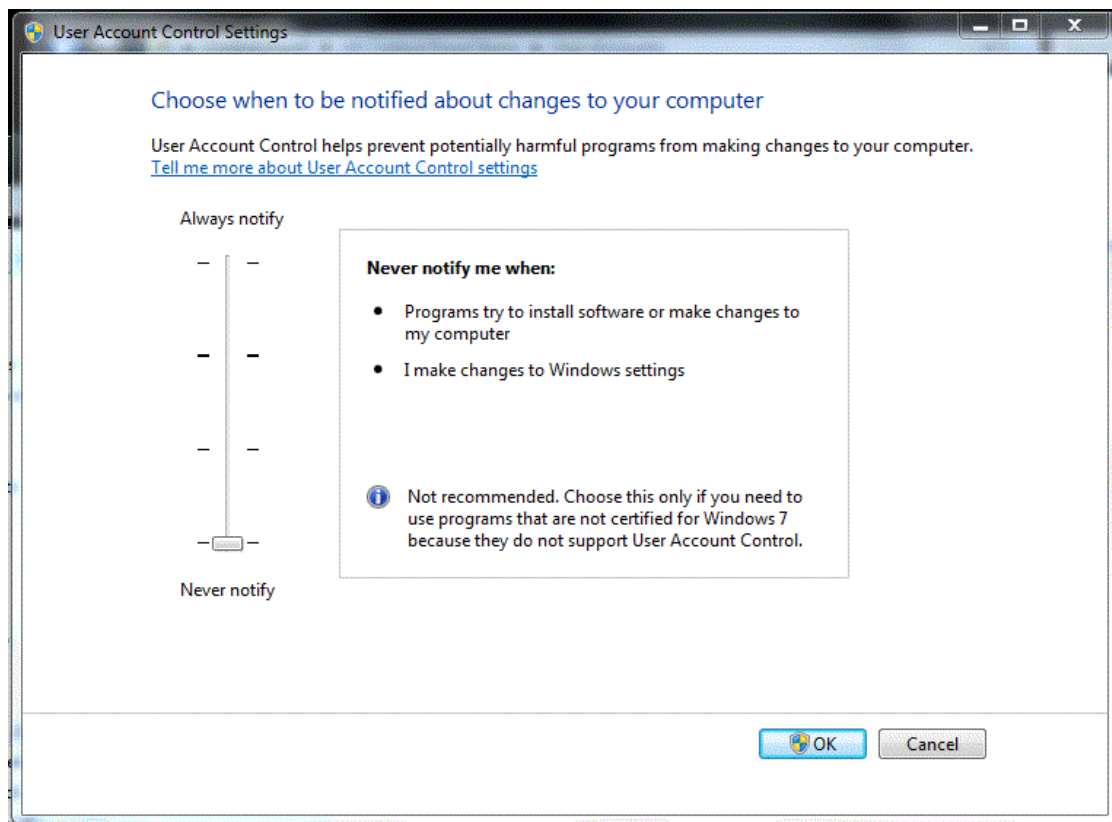 User Account Control Settings
Choose when to be notified about changes to your computer
User Account Control helps prevent potentially harmful programs from making changes to your computer.
Tell me more about User Account Control settings
Always notify
Never notify me when:
Programs try to install software or make changes to
my computer
I make changes to Windows settings
Not recommended. Choose this only if you need to
use programs that are not certified for Windows 7
because they do not support User Account Control.
Never notify
OK
Cancel